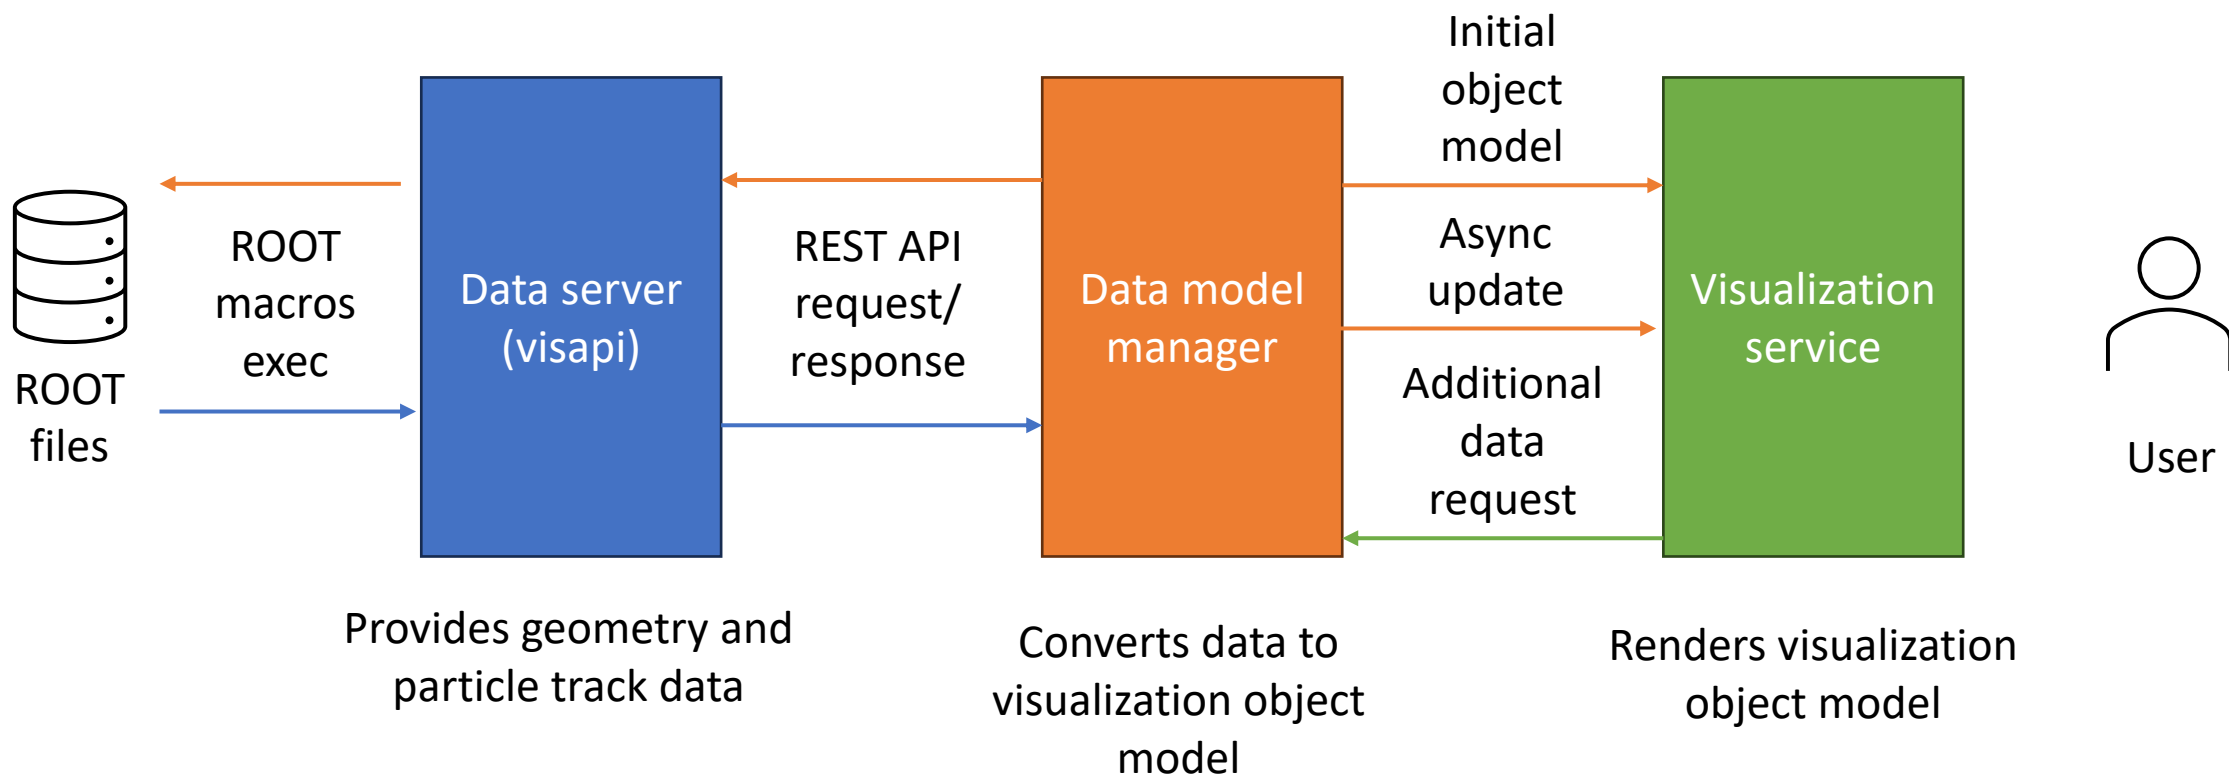 ROOT
files
ROOT
macros
exec
Data server
(visapi)
Provides geometry and
particle track data
REST API
request/
response
Data model
manager
Converts data to
visualization object
model
Initial
object
model
Async
update
Additional
data
request
Visualization
service
Renders visualization
object model
User